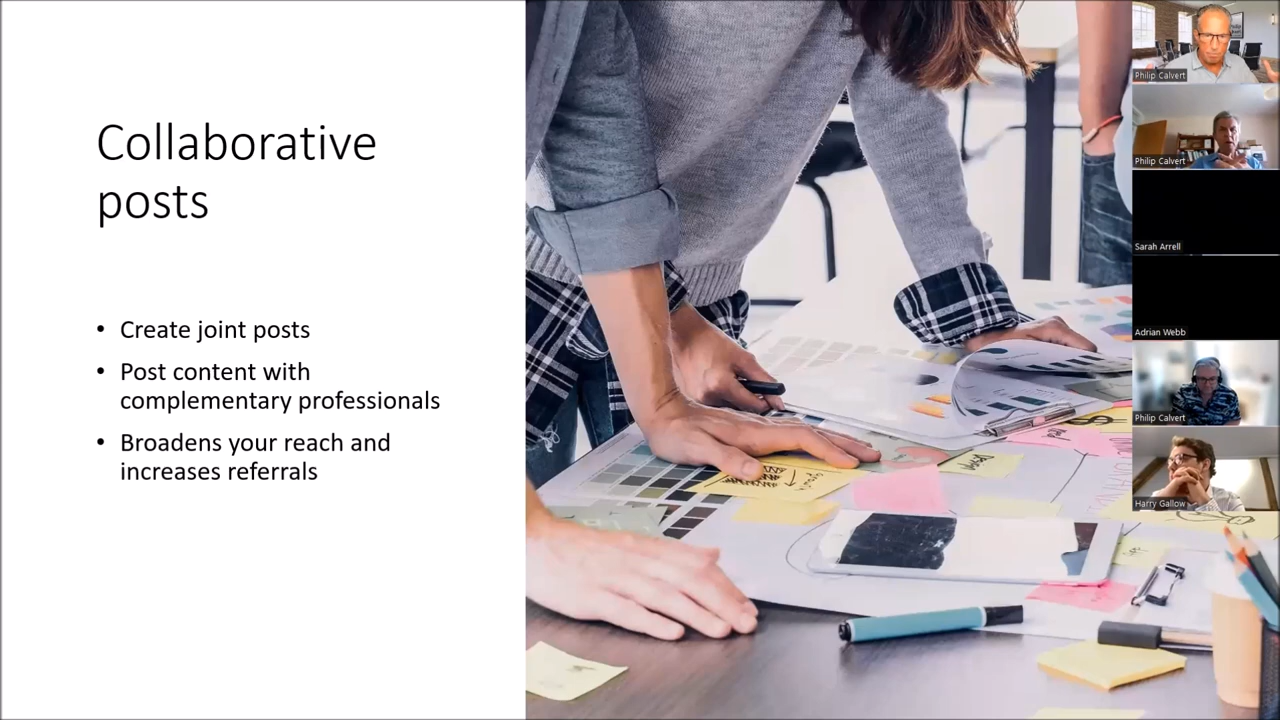 Collaborative
posts
• Create joint posts
• Post content with
complementary professionals
• Broadens your reach and
increases referrals
Philip Calvert
Philip Calvert
Sarah Arrell
Adrian Webb
Philip Calvert
Harry Gallow